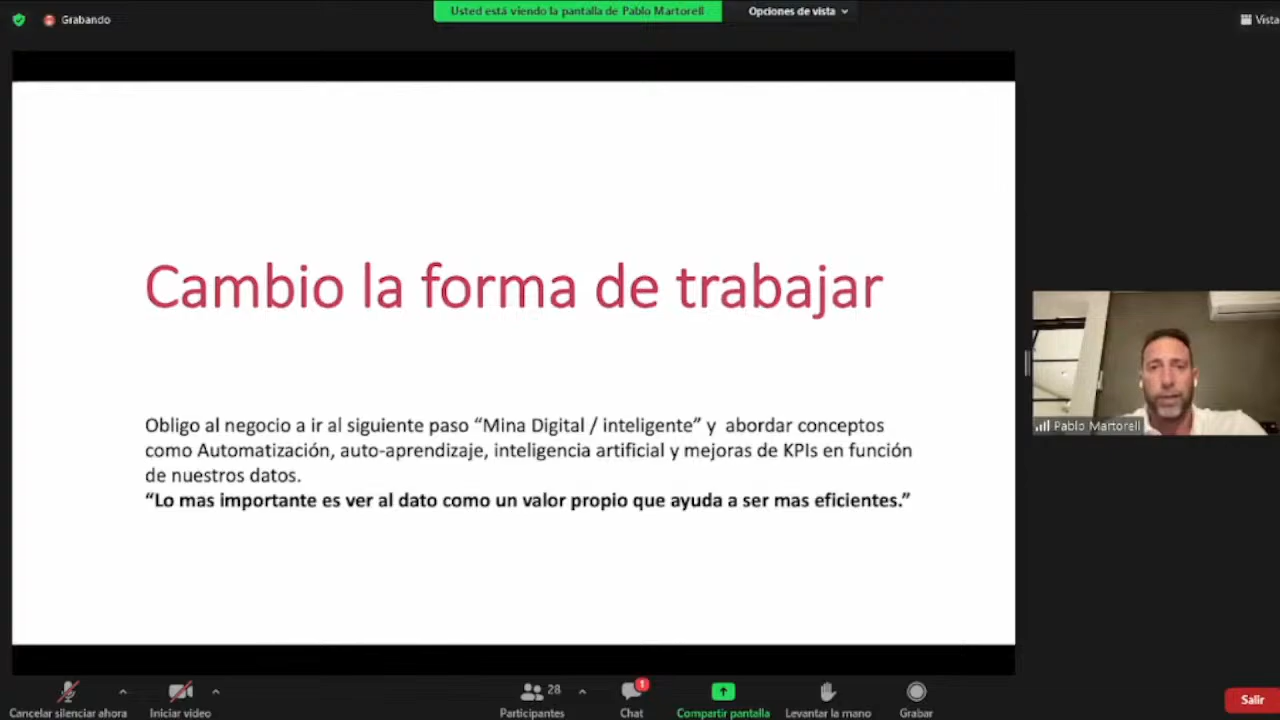 Grabando
Usted está viendo la pantalla de Pablo Martorell
Opciones de vista
Vista
Cambio la forma de trabajar
Obligo al negocio a ir al siguiente paso “Mina Digital / inteligente” y abordar conceptos
como Automatización, auto-aprendizaje, inteligencia artificial y mejoras de KPIs en función
de nuestros datos.
“Lo mas importante es ver al dato como un valor propio que ayuda a ser mas eficientes.”
Pablo Martorell
Cancelar silenciar ahora
Iniciar video
28
Participantes
1
Chat
Compartir pantalla
Levantar la mano
Grabar
Salir